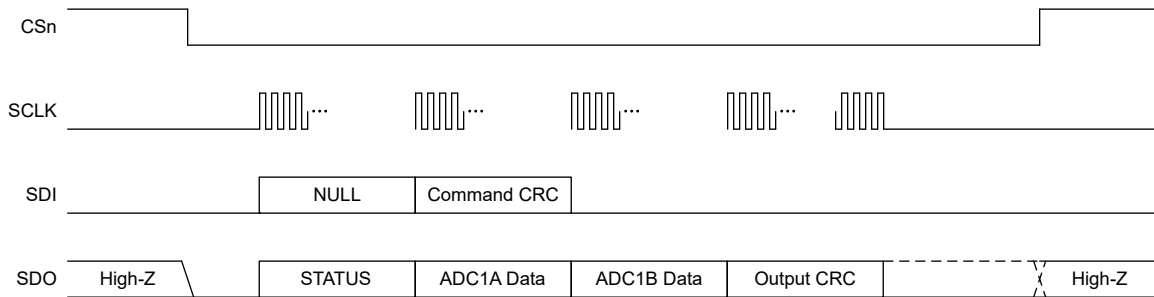 CSn
SCLK ... ... ... ...
SDI NULL Command CRC
SDO High-Z STATUS ADC1A Data ADC1B Data Output CRC High-Z